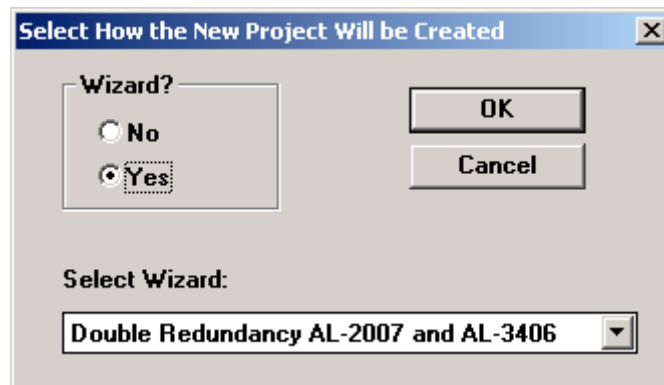 Select How the New Project Will be Created
Wizard?
No
Yes
OK
Cancel
Select Wizard:
Double Redundancy AL-2007 and AL-3406